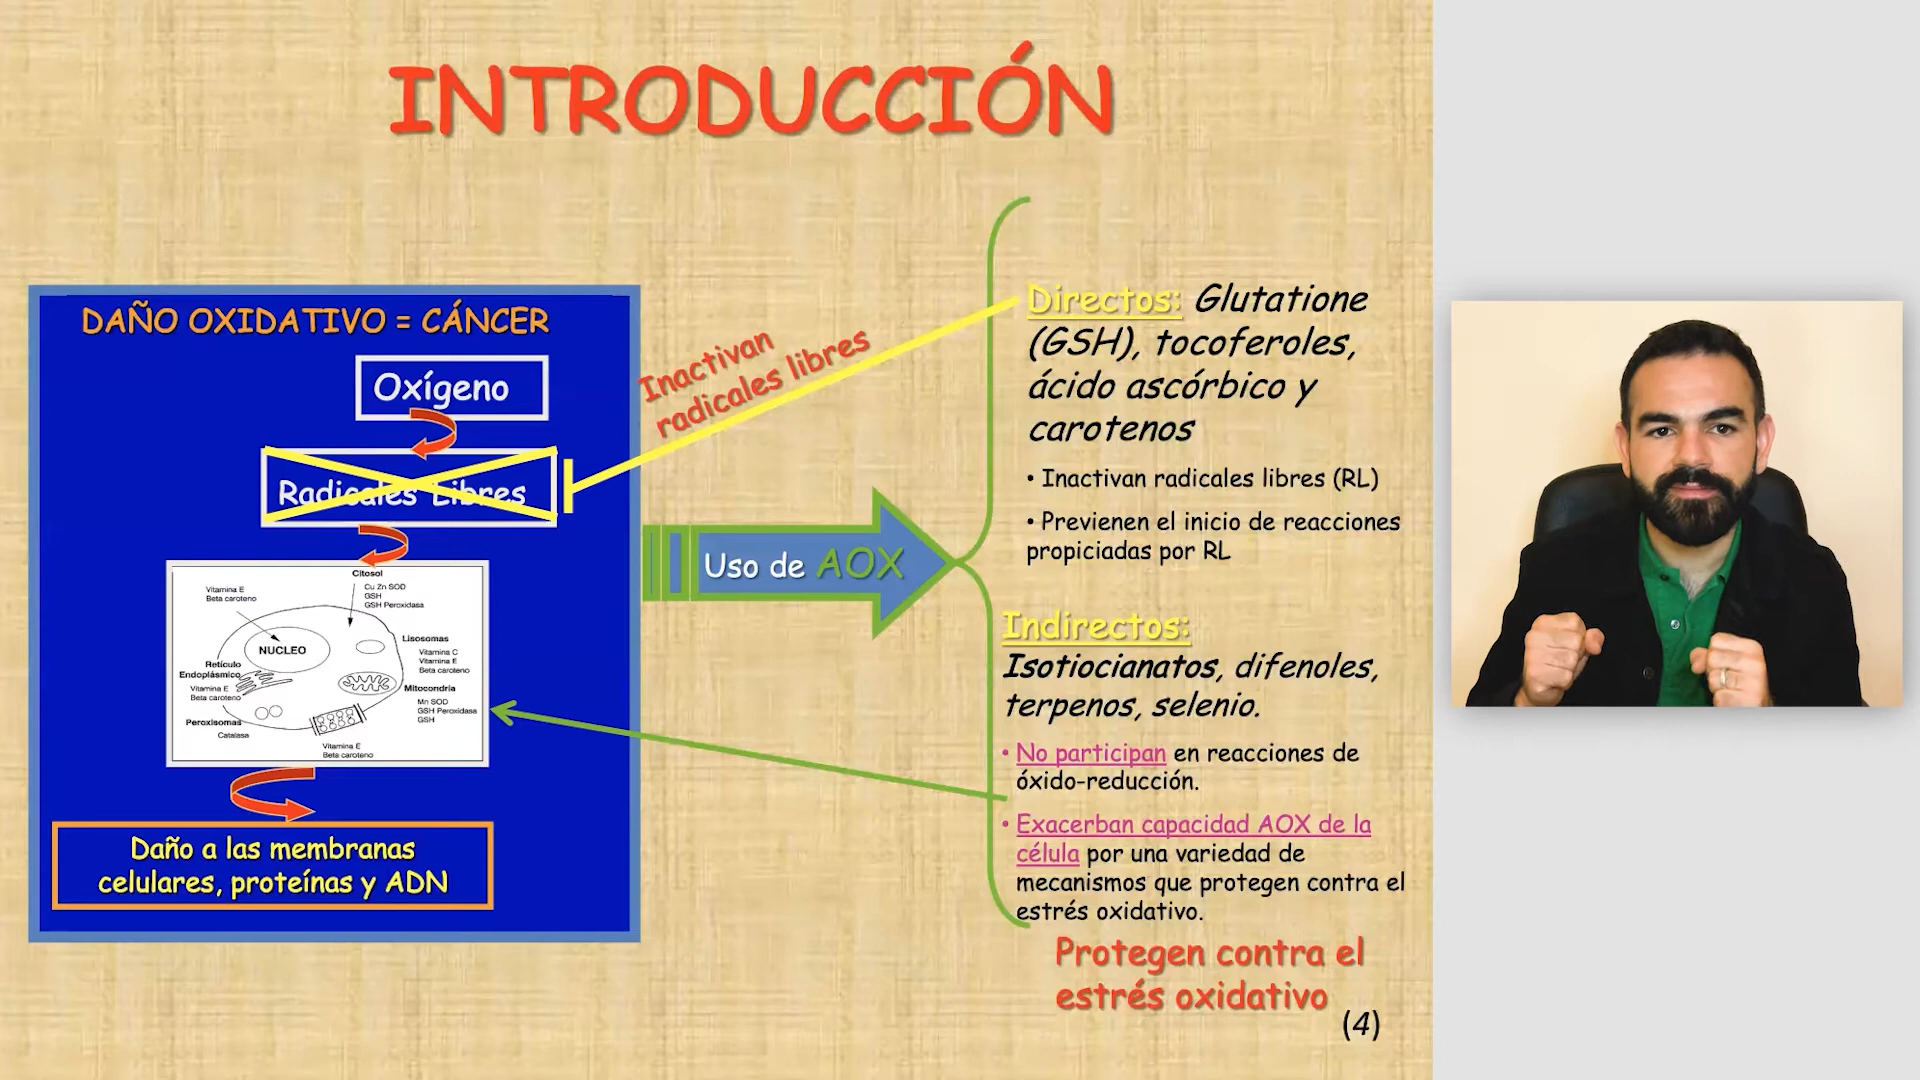 INTRODUCCIÓN
DAÑO OXIDATIVO = CÁNCER
Oxígeno
Radicales Libres
Citosol
Cu Zn SOD
GSH
GSH Peroxidasa
Vitamina E
Beta caroteno
NUCLEO
Lisosomas
Vitamina C
Vitamina E
Beta caroteno
Retículo
Endoplásmico
Vitamina E
Beta caroteno
Mitocondria
Mn SOD
GSH Peroxidasa
GSH
Peroxisomas
Catalasa
Vitamina E
Beta caroteno
Daño a las membranas
celulares, proteínas y ADN
Inactivan
radicales libres
Uso de AOX
Directos: Glutatione
(GSH), tocoferoles,
ácido ascórbico y
carotenos
• Inactivan radicales libres (RL)
• Previenen el inicio de reacciones
propiciadas por RL
Indirectos:
Isotiocianatos, difenoles,
terpenos, selenio.
• No participan en reacciones de
óxido-reducción.
• Exacerban capacidad AOX de la
célula por una variedad de
mecanismos que protegen contra el
estrés oxidativo.
Protegen contra el
estrés oxidativo
(4)